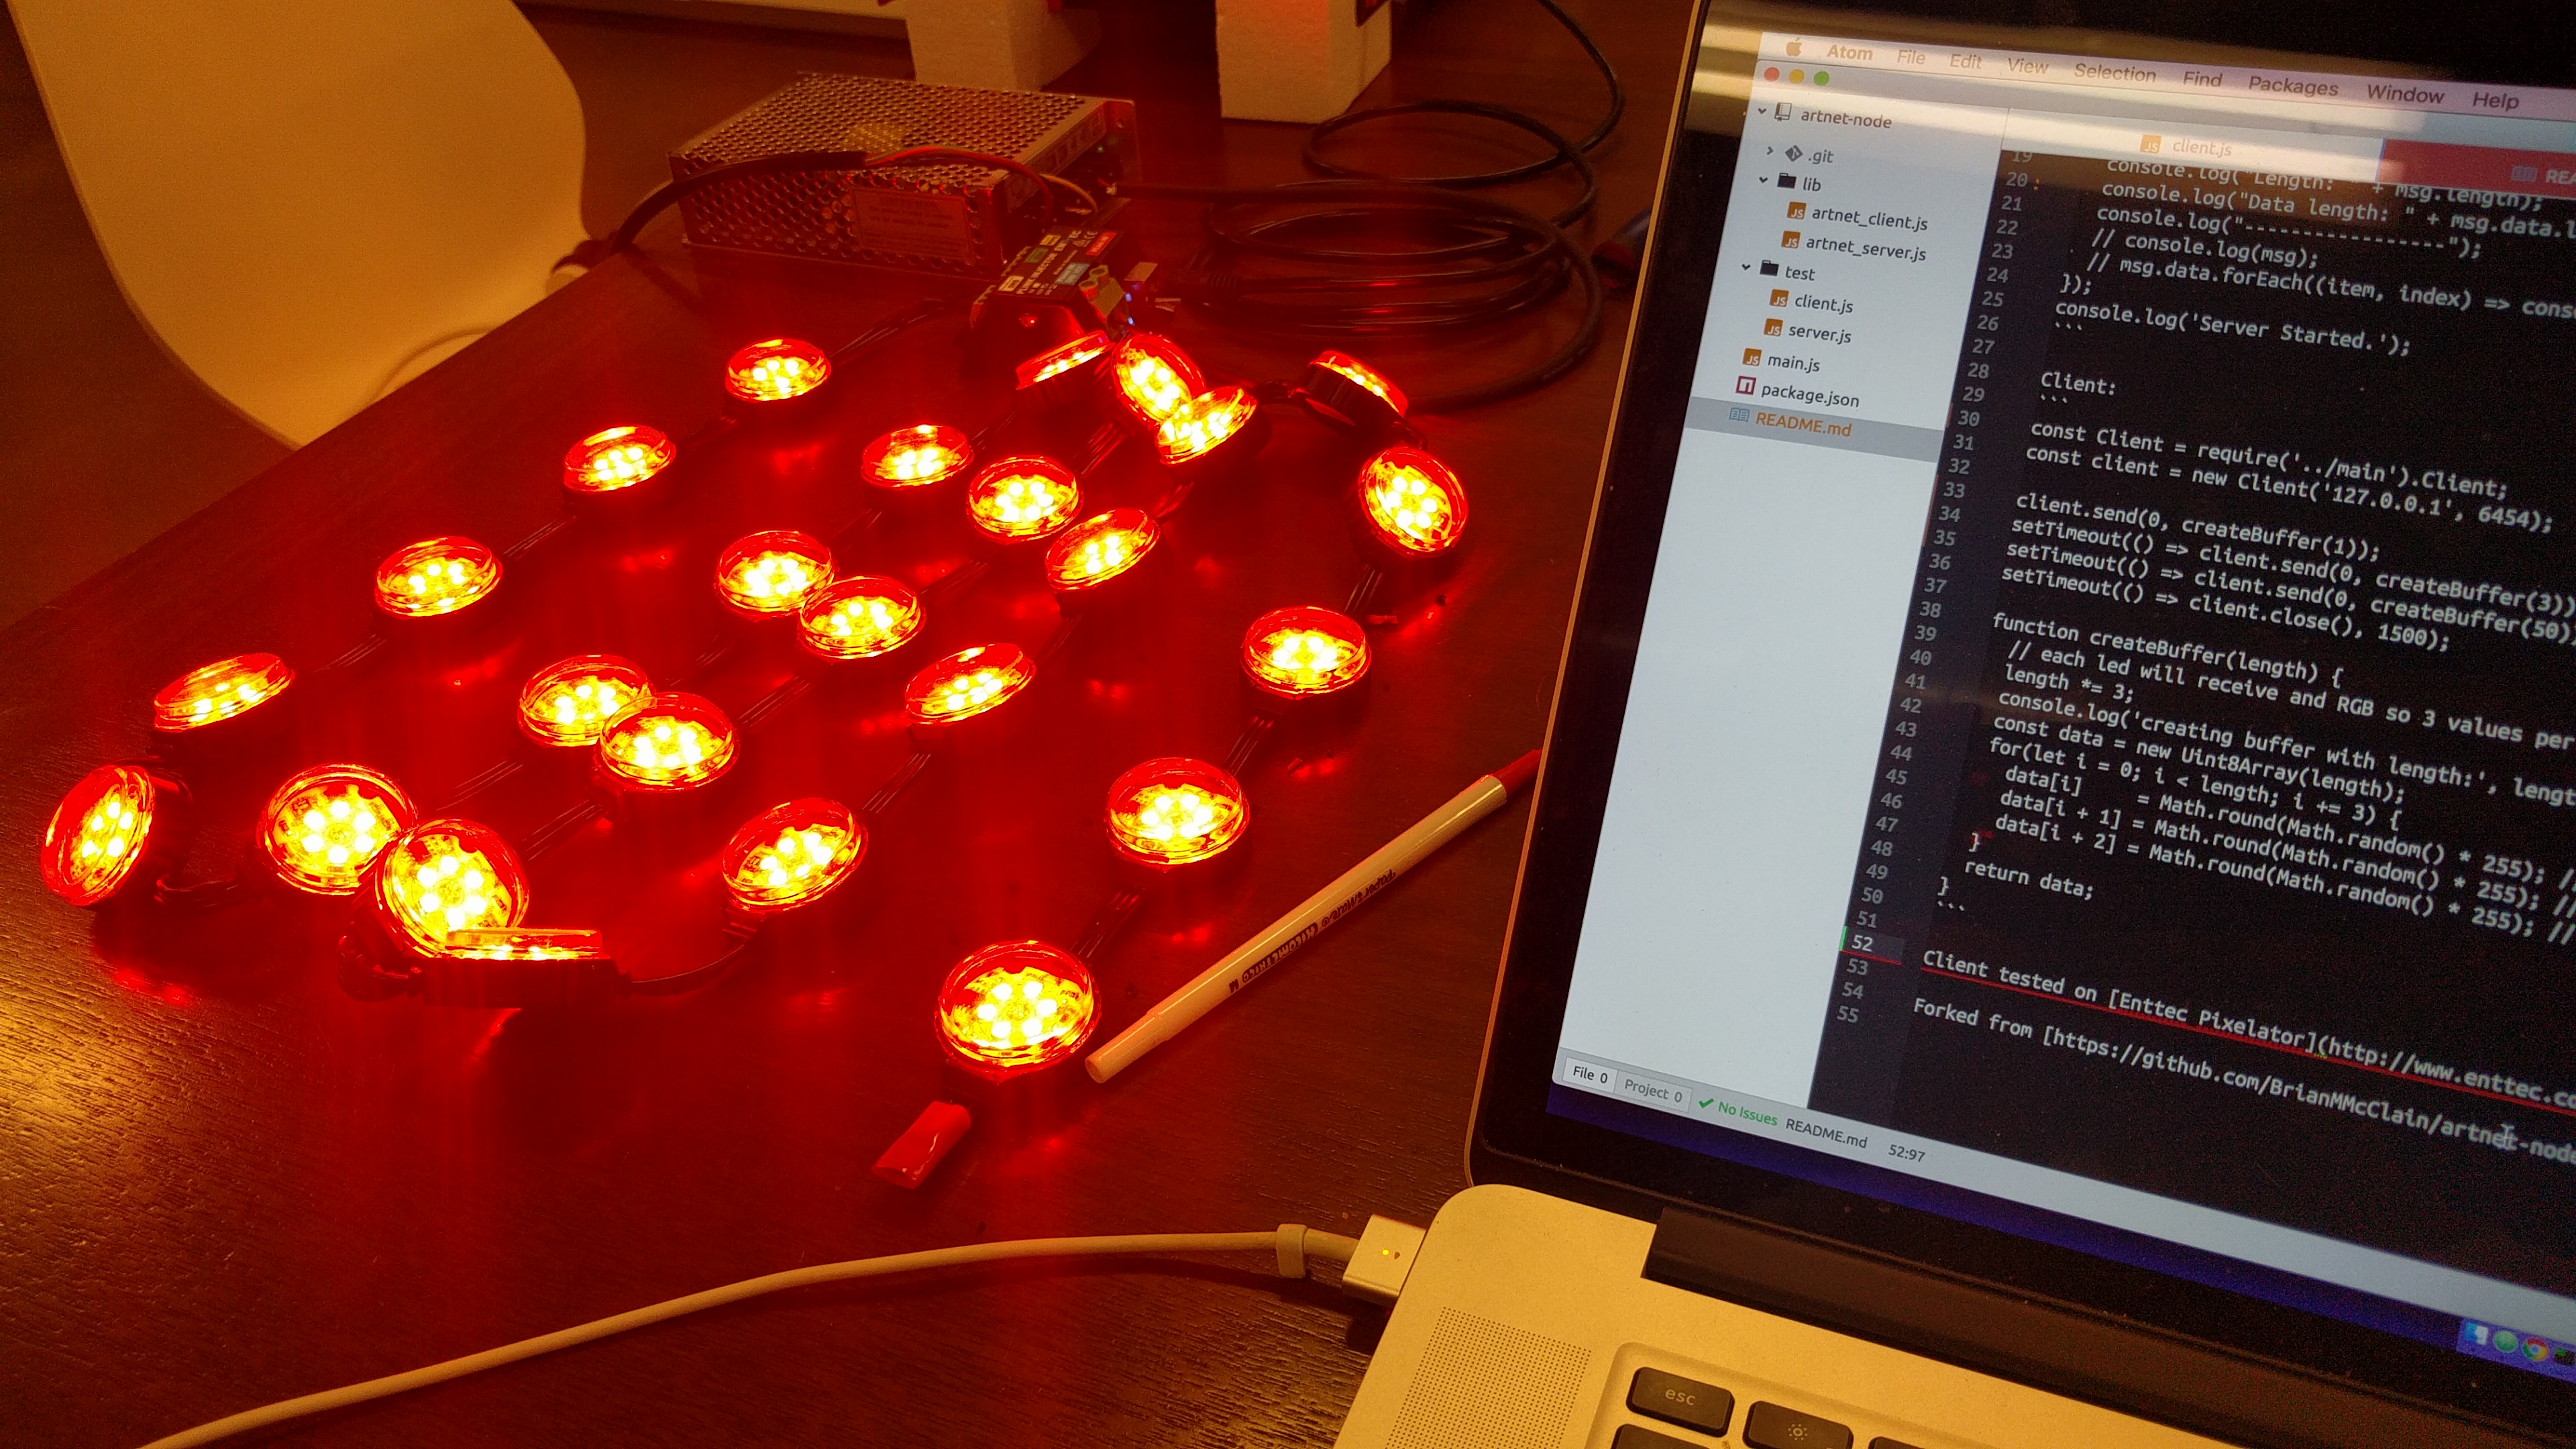 Atom File Edit View Selection Find Packages Window Help
artnet-node
.git
lib
artnet_client.js
artnet_server.js
test
client.js
server.js
main.js
package.json
README.md
client.js
19 console.log("Length: " + msg.length);
20 console.log("Data length: " + msg.data.l
21 console.log("-----------------");
22 // console.log(msg);
23 // msg.data.forEach((item, index) => cons
24 });
25 console.log('Server Started.');
26 ```
27
28 Client:
29 ```
30 const Client = require('../main').Client;
31 const client = new Client('127.0.0.1', 6454);
32
33 client.send(0, createBuffer(1));
34 setTimeout(() => client.send(0, createBuffer(3))
35 setTimeout(() => client.send(0, createBuffer(50)
36 setTimeout(() => client.close(), 1500);
37
38 function createBuffer(length) {
39 // each led will receive and RGB so 3 values per
40 length *= 3;
41 console.log('creating buffer with length:', lengt
42 const data = new Uint8Array(length);
43 for(let i = 0; i < length; i += 3) {
44 data[i] = Math.round(Math.random() * 255); //
45 data[i + 1] = Math.round(Math.random() * 255); //
46 data[i + 2] = Math.round(Math.random() * 255); //
47 }
48 return data;
49 }
50 ```
51
52 Client tested on [Enttec Pixelator](http://www.enttec.co
53
54 Forked from [https://github.com/BrianMMcClain/artnet-node
55
File 0 Project 0 No Issues README.md 52:97
esc